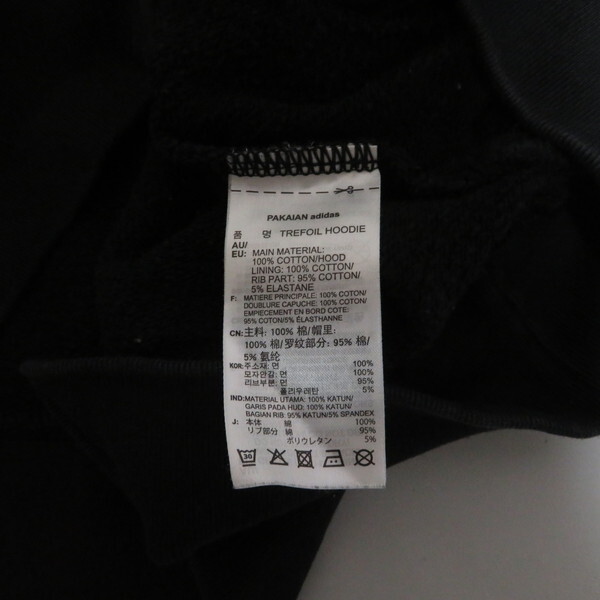 PAKAIAN adidas
품 명 TREFOIL HOODIE
AU/
EU: MAIN MATERIAL:
100% COTTON/HOOD
LINING: 100% COTTON/
RIB PART: 95% COTTON/
5% ELASTANE
F: MATIERE PRINCIPALE: 100% COTON/
DOUBLURE CAPUCHE: 100% COTON/
EMPIECEMENT EN BORD COTE:
95% COTON/5% ÉLASTHANNE
CN: 主料: 100% 棉/帽里:
100% 棉/罗纹部分: 95% 棉/
5% 氨纶
KOR: 주소재: 면 100%
모자안감: 면 100%
리브부분: 면 95%
폴리우레탄 5%
IND: MATERIAL UTAMA: 100% KATUN/
GARIS PADA HUD: 100% KATUN/
BAGIAN RIB: 95% KATUN/5% SPANDEX
J: 本体 綿 100%
リブ部分 綿 95%
ポリウレタン 5%
30